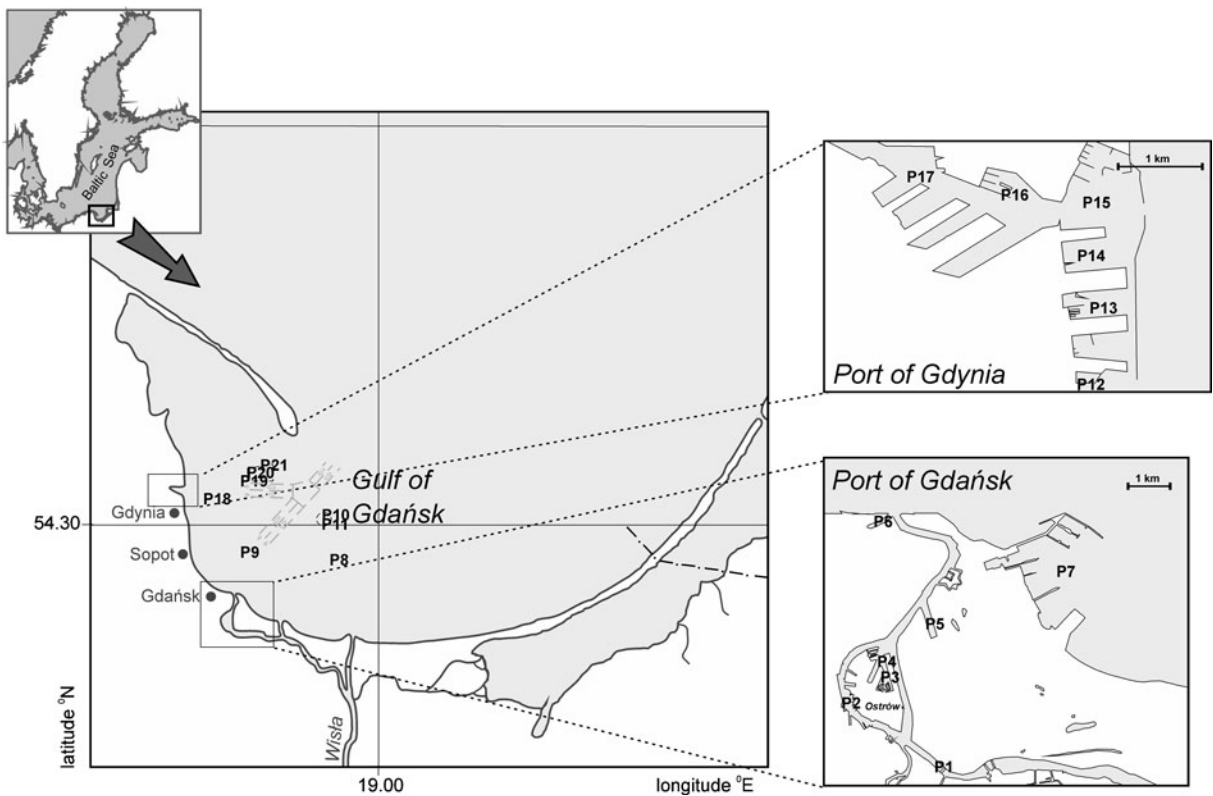 Baltic Sea
P21
P20
P19
P18
Gulf of
Gdańsk
P10
P11
P9
P8
Gdynia
Sopot
Gdańsk
54.30
latitude °N
Wisła
19.00
longitude °E
1 km
P17
P16
P15
P14
P13
P12
Port of Gdynia
Port of Gdańsk
1 km
P6
P7
P5
P4
P3
P2
Ostrów
P1